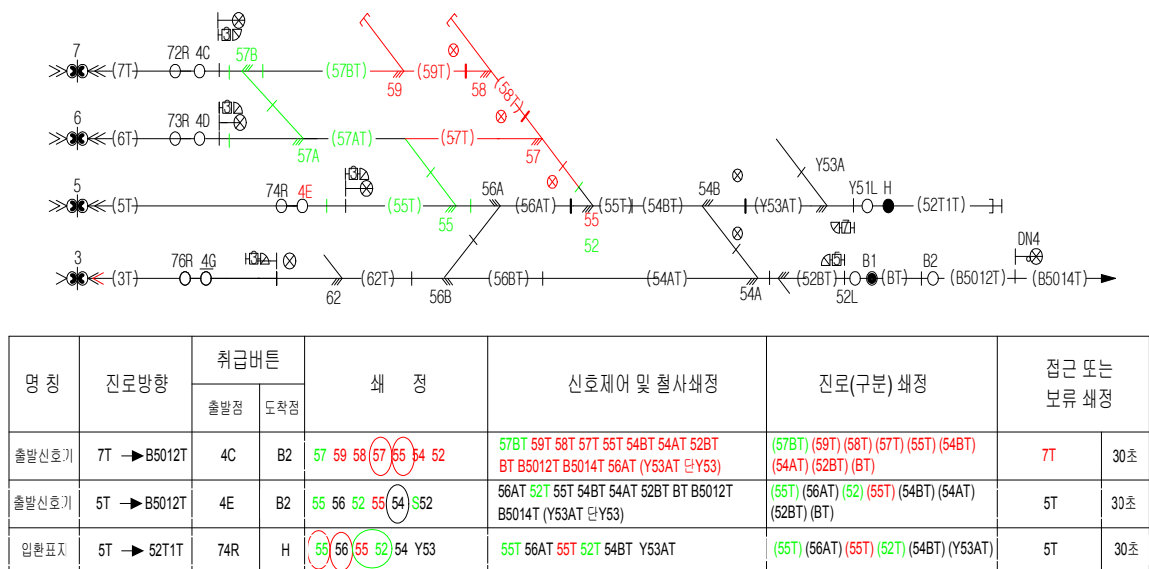 7
(7T)
72R 4C
3
57B
(57BT)
59
(59T)
58
(58T)
6
(6T)
73R 4D
3
57A
(57AT)
(57T)
57
5
(5T)
74R 4E
3
(55T)
55
56A
(56AT)
55
52
(55T)
(54BT)
54B
(Y53AT)
Y53A
Y51L H
7
(52T1T)
3
(3T)
76R 4G
3
62
(62T)
56B
(56BT)
(54AT)
54A
(52BT)
5
52L
B1
(BT)
B2
(B5012T)
DN4
(B5014T)
명 칭 진로방향 취급버튼 쇄 정 신호제어 및 철사쇄정 진로(구분) 쇄정 접근 또는
보류 쇄정
출발점 도착점
출발신호기 7T → B5012T 4C B2 57 59 58 57 55 54 52 57BT 59T 58T 57T 55T 54BT 54AT 52BT
BT B5012T B5014T 56AT (Y53AT 단Y53) (57BT) (59T) (58T) (57T) (55T) (54BT)
(54AT) (52BT) (BT) 7T 30초
출발신호기 5T → B5012T 4E B2 55 56 52 55 54 S52 56AT 52T 55T 54BT 54AT 52BT BT B5012T
B5014T (Y53AT 단Y53) (55T) (56AT) (52) (55T) (54BT) (54AT)
(52BT) (BT) 5T 30초
입환표지 5T → 52T1T 74R H 55 56 55 52 54 Y53 55T 56AT 55T 52T 54BT Y53AT (55T) (56AT) (55T) (52T) (54BT) (Y53AT) 5T 30초